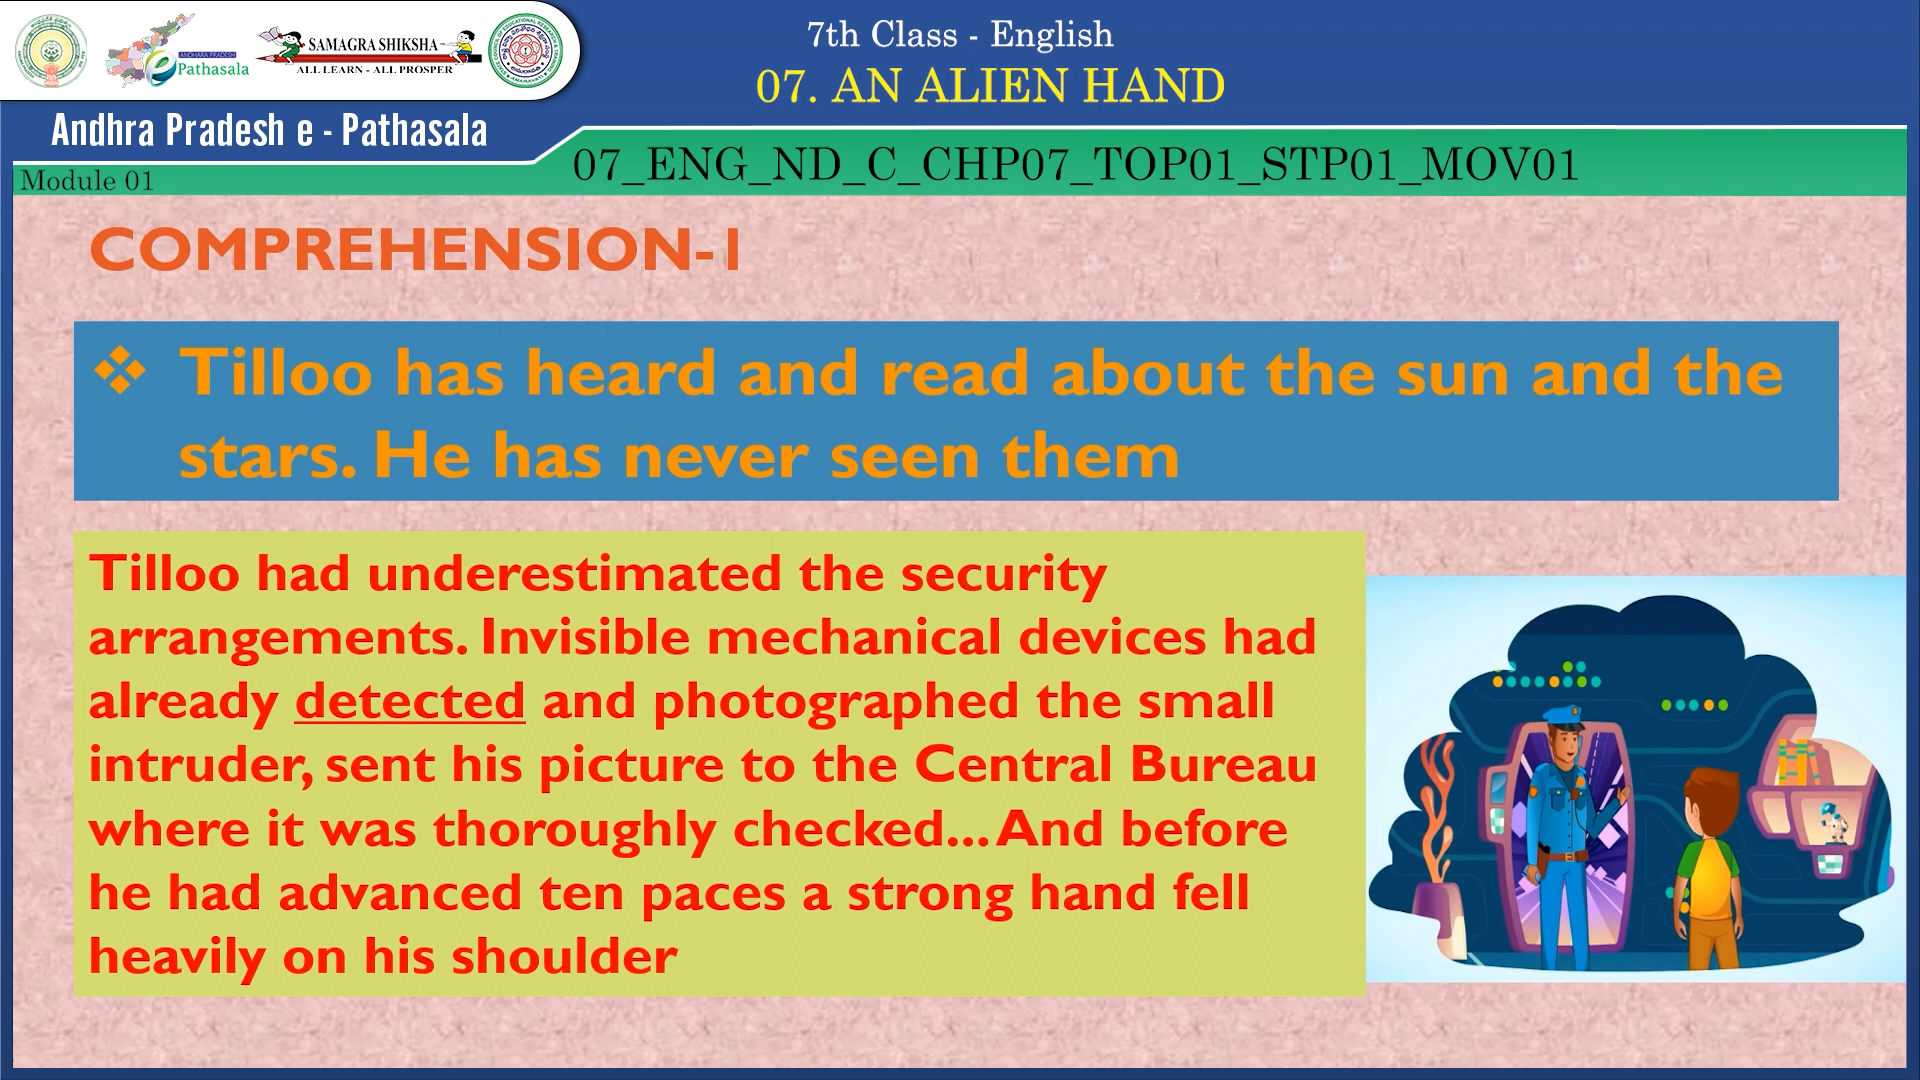 7th Class - English
07. AN ALIEN HAND
ANDHRA PRADESH
e Pathasala
SAMAGRA SHIKSHA
ALL LEARN - ALL PROSPER
Andhra Pradesh e - Pathasala
Module 01
07_ENG_ND_C_CHP07_TOP01_STP01_MOV01
COMPREHENSION-1
❖ Tilloo has heard and read about the sun and the
stars. He has never seen them
Tilloo had underestimated the security
arrangements. Invisible mechanical devices had
already detected and photographed the small
intruder, sent his picture to the Central Bureau
where it was thoroughly checked... And before
he had advanced ten paces a strong hand fell
heavily on his shoulder